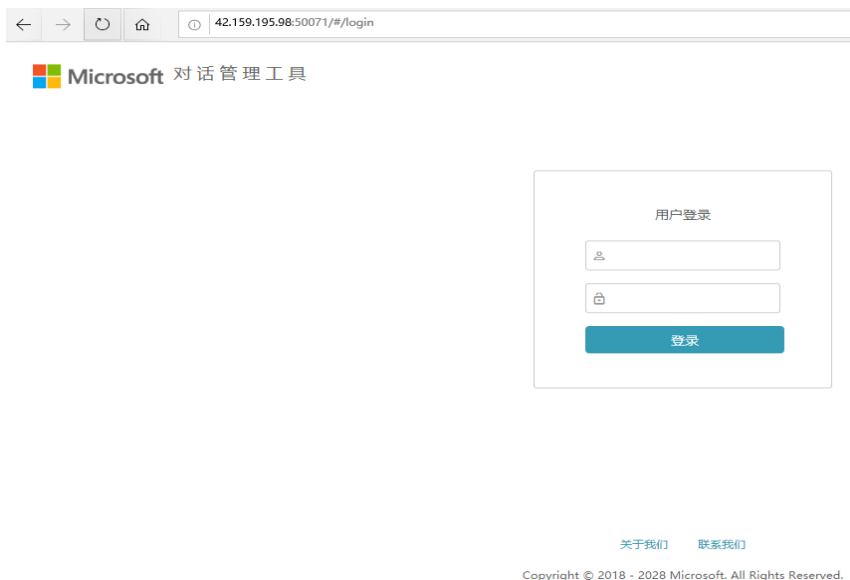 42.159.195.98:50071/#/login
Microsoft 对话管理工具
用户登录
登录
关于我们 联系我们
Copyright © 2018 - 2028 Microsoft. All Rights Reserved.